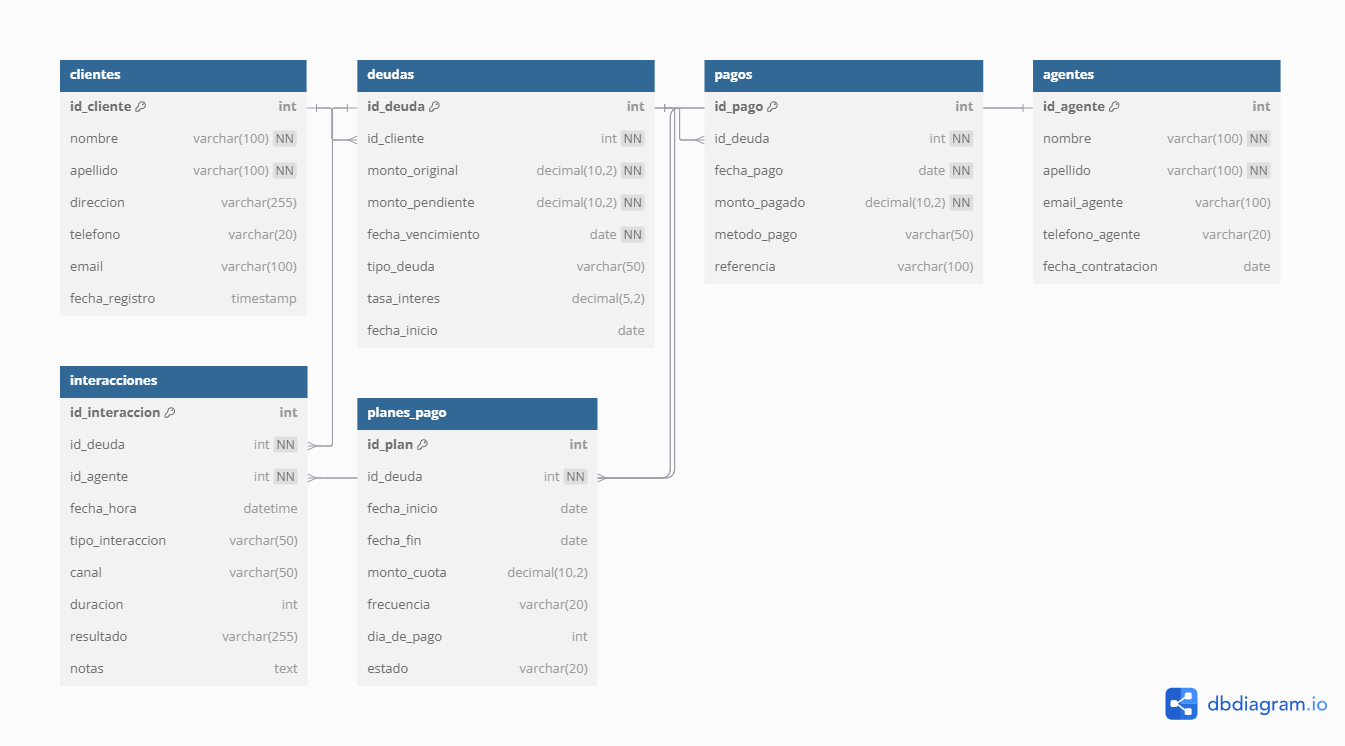 clientes
id_cliente int
nombre varchar(100) NN
apellido varchar(100) NN
direccion varchar(255)
telefono varchar(20)
email varchar(100)
fecha_registro timestamp
deudas
id_deuda int
id_cliente int NN
monto_original decimal(10,2) NN
monto_pendiente decimal(10,2) NN
fecha_vencimiento date NN
tipo_deuda varchar(50)
tasa_interes decimal(5,2)
fecha_inicio date
pagos
id_pago int
id_deuda int NN
fecha_pago date NN
monto_pagado decimal(10,2) NN
metodo_pago varchar(50)
referencia varchar(100)
agentes
id_agente int
nombre varchar(100) NN
apellido varchar(100) NN
email_agente varchar(100)
telefono_agente varchar(20)
fecha_contratacion date
interacciones
id_interaccion int
id_deuda int NN
id_agente int NN
fecha_hora datetime
tipo_interaccion varchar(50)
canal varchar(50)
duracion int
resultado varchar(255)
notas text
planes_pago
id_plan int
id_deuda int NN
fecha_inicio date
fecha_fin date
monto_cuota decimal(10,2)
frecuencia varchar(20)
dia_de_pago int
estado varchar(20)
dbdiagram.io